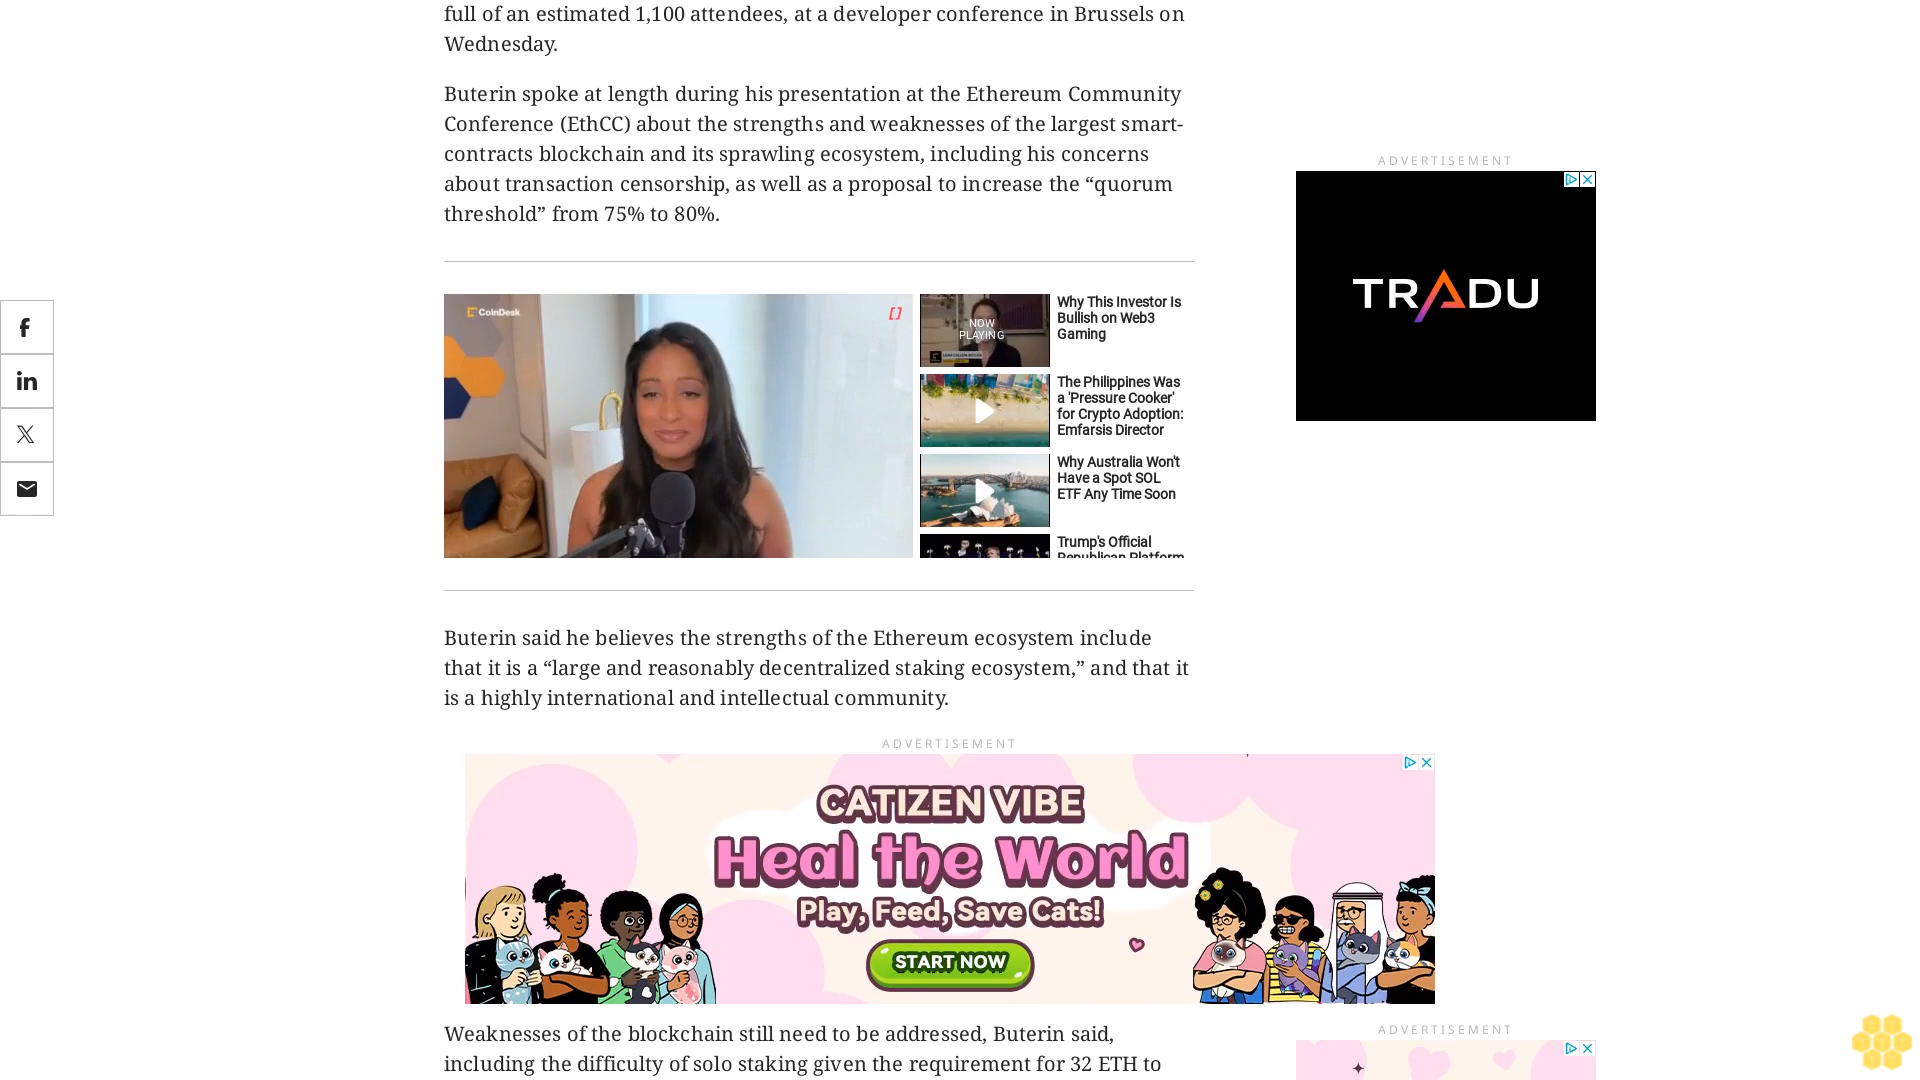 full of an estimated 1,100 attendees, at a developer conference in Brussels on
Wednesday.
Buterin spoke at length during his presentation at the Ethereum Community
Conference (EthCC) about the strengths and weaknesses of the largest smart-
contracts blockchain and its sprawling ecosystem, including his concerns
about transaction censorship, as well as a proposal to increase the “quorum
threshold” from 75% to 80%.
ADVERTISEMENT
TRADU
CoinDesk
NOW
PLAYING
Why This Investor Is
Bullish on Web3
Gaming
The Philippines Was
a 'Pressure Cooker'
for Crypto Adoption:
Emfarsis Director
Why Australia Won't
Have a Spot SOL
ETF Any Time Soon
Trump's Official
Republican Platform
Buterin said he believes the strengths of the Ethereum ecosystem include
that it is a “large and reasonably decentralized staking ecosystem,” and that it
is a highly international and intellectual community.
ADVERTISEMENT
CATIZEN VIBE
Heal the World
Play, Feed, Save Cats!
START NOW
Weaknesses of the blockchain still need to be addressed, Buterin said,
including the difficulty of solo staking given the requirement for 32 ETH to
ADVERTISEMENT